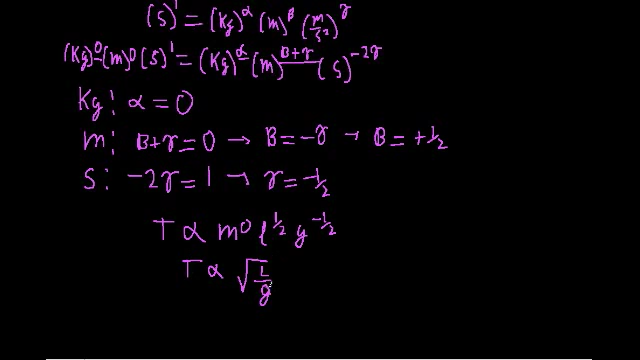 (S)^1 = (Kg)^α (m)^β (m/s²)^γ
(Kg)^0 (m)^0 (S)^1 = (Kg)^α (m)^B+γ (S)^-2γ
Kg: α = 0
m: B+γ = 0 → B = -γ → B = +1/2
S: -2γ = 1 → γ = -1/2
T α m^0 l^1/2 g^-1/2
T α √(L/g)